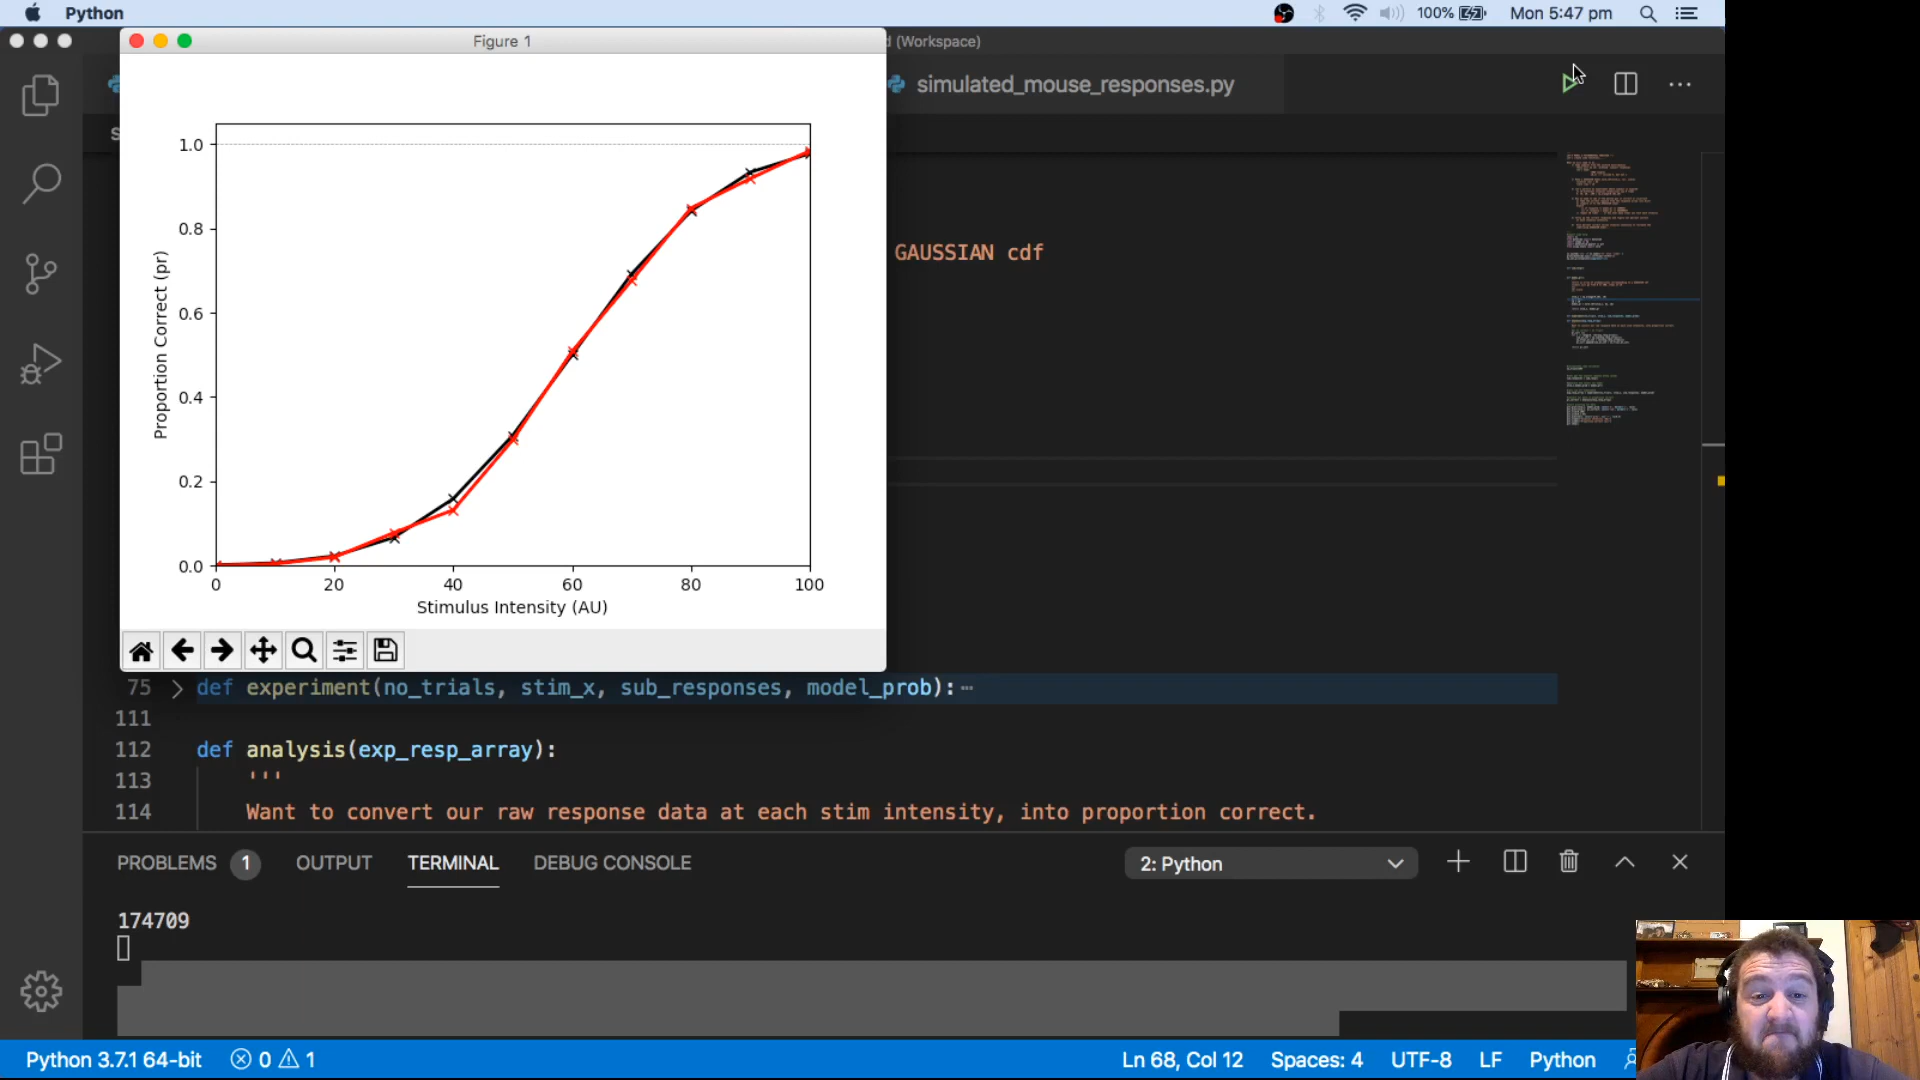 Python
100%
Mon 5:47 pm
Figure 1
d (Workspace)
simulated_mouse_responses.py
S
GAUSSIAN cdf
Proportion Correct (pr)
1.0
0.8
0.6
0.4
0.2
0.0
0 20 40 60 80 100
Stimulus Intensity (AU)
75 def experiment(no_trials, stim_x, sub_responses, model_prob):
111
112 def analysis(exp_resp_array):
113 '''
114 Want to convert our raw response data at each stim intensity, into proportion correct.
PROBLEMS 1 OUTPUT TERMINAL DEBUG CONSOLE
2: Python
174709
Python 3.7.1 64-bit 0 1
Ln 68, Col 12 Spaces: 4 UTF-8 LF Python